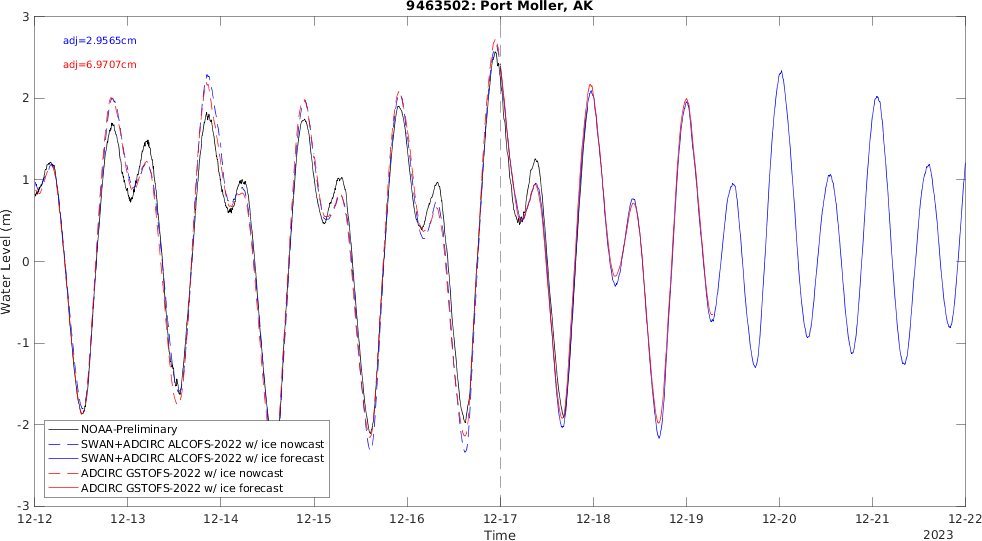 9463502: Port Moller, AK
adj=2.9565cm
adj=6.9707cm
Water Level (m)
3
2
1
0
-1
-2
-3
NOAA-Preliminary
SWAN+ADCIRC ALCOFS-2022 w/ ice nowcast
SWAN+ADCIRC ALCOFS-2022 w/ ice forecast
ADCIRC GSTOFS-2022 w/ ice nowcast
ADCIRC GSTOFS-2022 w/ ice forecast
12-12 12-13 12-14 12-15 12-16 12-17 12-18 12-19 12-20 12-21 12-22
Time
2023